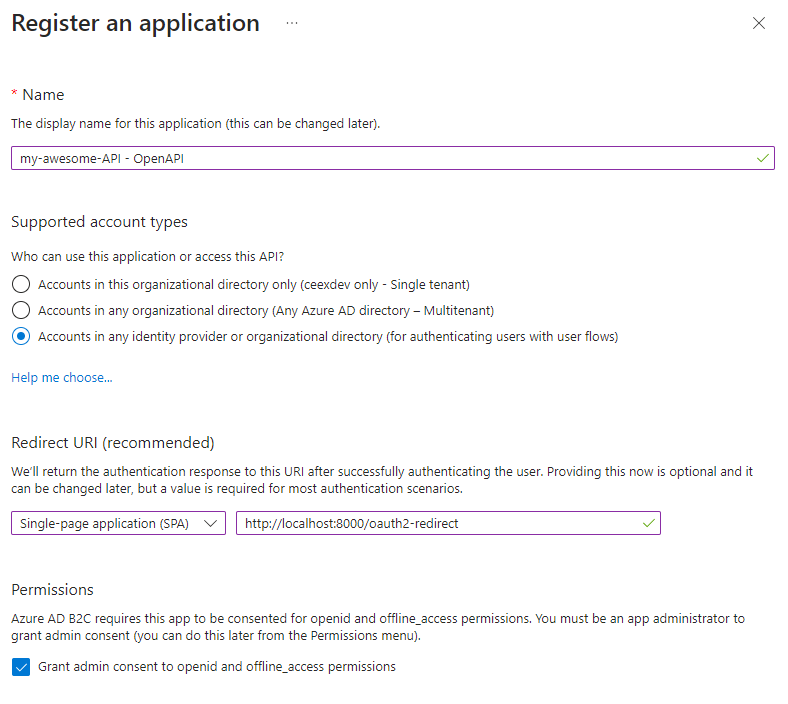 Register an application ...
* Name
The display name for this application (this can be changed later).
my-awesome-API - OpenAPI
Supported account types
Who can use this application or access this API?
Accounts in this organizational directory only (ceexdev only - Single tenant)
Accounts in any organizational directory (Any Azure AD directory – Multitenant)
Accounts in any identity provider or organizational directory (for authenticating users with user flows)
Help me choose...
Redirect URI (recommended)
We'll return the authentication response to this URI after successfully authenticating the user. Providing this now is optional and it
can be changed later, but a value is required for most authentication scenarios.
Single-page application (SPA) http://localhost:8000/oauth2-redirect
Permissions
Azure AD B2C requires this app to be consented for openid and offline_access permissions. You must be an app administrator to
grant admin consent (you can do this later from the Permissions menu).
Grant admin consent to openid and offline_access permissions